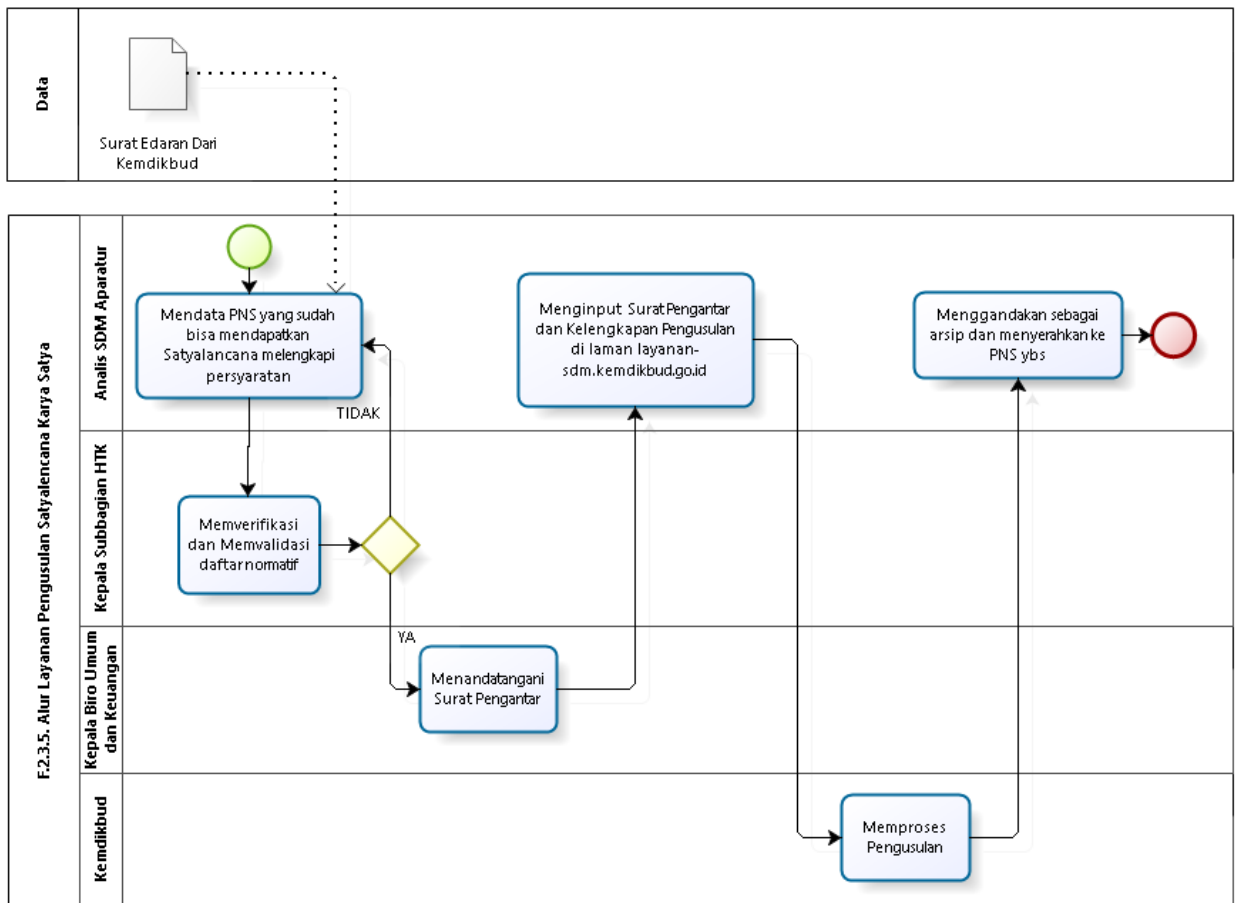 Data
Surat Edaran Dari
Kemdikbud
F.2.3.5. Alur Layanan Pengusulan Satyalencana Karya Satya
Analis SDM Aparatur
Mendata PNS yang sudah
bisa mendapatkan
Satyalancana melengkapi
persyaratan
TIDAK
Menginput Surat Pengantar
dan Kelengkapan Pengusulan
di laman layanan-
sdm.kemdikbud.go.id
Menggandakan sebagai
arsip dan menyerahkan ke
PNS ybs
Kepala Subbagian HTK
Memverifikasi
dan Memvalidasi
daftar normatif
Kepala Biro Umum
dan Keuangan
YA
Menandatangani
Surat Pengantar
Kemdikbud
Memproses
Pengusulan